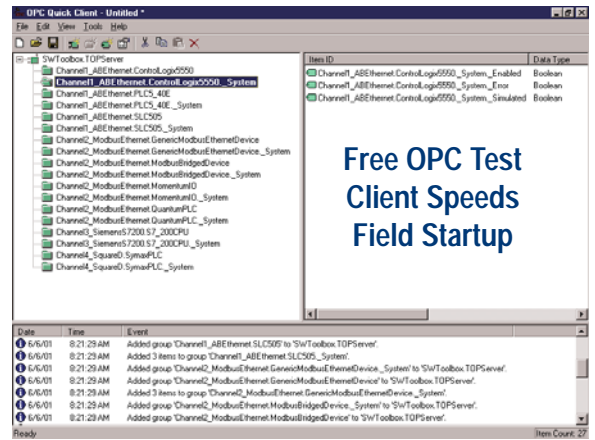 OPC Quick Client - Untitled *
File Edit View Tools Help
SWToolbox.TOPServer
Channel1_ABEthernet.ControlLogix5550
Channel1_ABEthernet.ControlLogix5550._System
Channel1_ABEthernet.PLC5_40E
Channel1_ABEthernet.PLC5_40E._System
Channel1_ABEthernet.SLC505
Channel1_ABEthernet.SLC505._System
Channel2_ModbusEthernet.GenericModbusEthernetDevice
Channel2_ModbusEthernet.GenericModbusEthernetDevice._System
Channel2_ModbusEthernet.ModbusBridgedDevice
Channel2_ModbusEthernet.ModbusBridgedDevice._System
Channel2_ModbusEthernet.MomentumIO
Channel2_ModbusEthernet.MomentumIO._System
Channel2_ModbusEthernet.QuantumPLC
Channel2_ModbusEthernet.QuantumPLC._System
Channel3_SiemensS7200.S7_200CPU
Channel3_SiemensS7200.S7_200CPU._System
Channel4_SquareD.SymaxPLC
Channel4_SquareD.SymaxPLC._System
Item ID Data Type
Channel1_ABEthernet.ControlLogix5550._System._Enabled Boolean
Channel1_ABEthernet.ControlLogix5550._System._Error Boolean
Channel1_ABEthernet.ControlLogix5550._System._Simulated Boolean
Free OPC Test
Client Speeds
Field Startup
Date Time Event
6/6/01 8:21:29 AM Added group 'Channel1_ABEthernet.SLC505' to 'SWToolbox.TOPServer'.
6/6/01 8:21:29 AM Added 3 items to group 'Channel1_ABEthernet.SLC505._System'.
6/6/01 8:21:29 AM Added group 'Channel2_ModbusEthernet.GenericModbusEthernetDevice._System' to 'SWToolbox.TOPServer'.
6/6/01 8:21:29 AM Added group 'Channel2_ModbusEthernet.GenericModbusEthernetDevice' to 'SWToolbox.TOPServer'.
6/6/01 8:21:29 AM Added 3 items to group 'Channel2_ModbusEthernet.GenericModbusEthernetDevice._System'.
6/6/01 8:21:29 AM Added group 'Channel2_ModbusEthernet.ModbusBridgedDevice._System' to 'SWToolbox.TOPServer'.
6/6/01 8:21:29 AM Added group 'Channel2_ModbusEthernet.ModbusBridgedDevice' to 'SWToolbox.TOPServer'.
Ready Item Count: 27